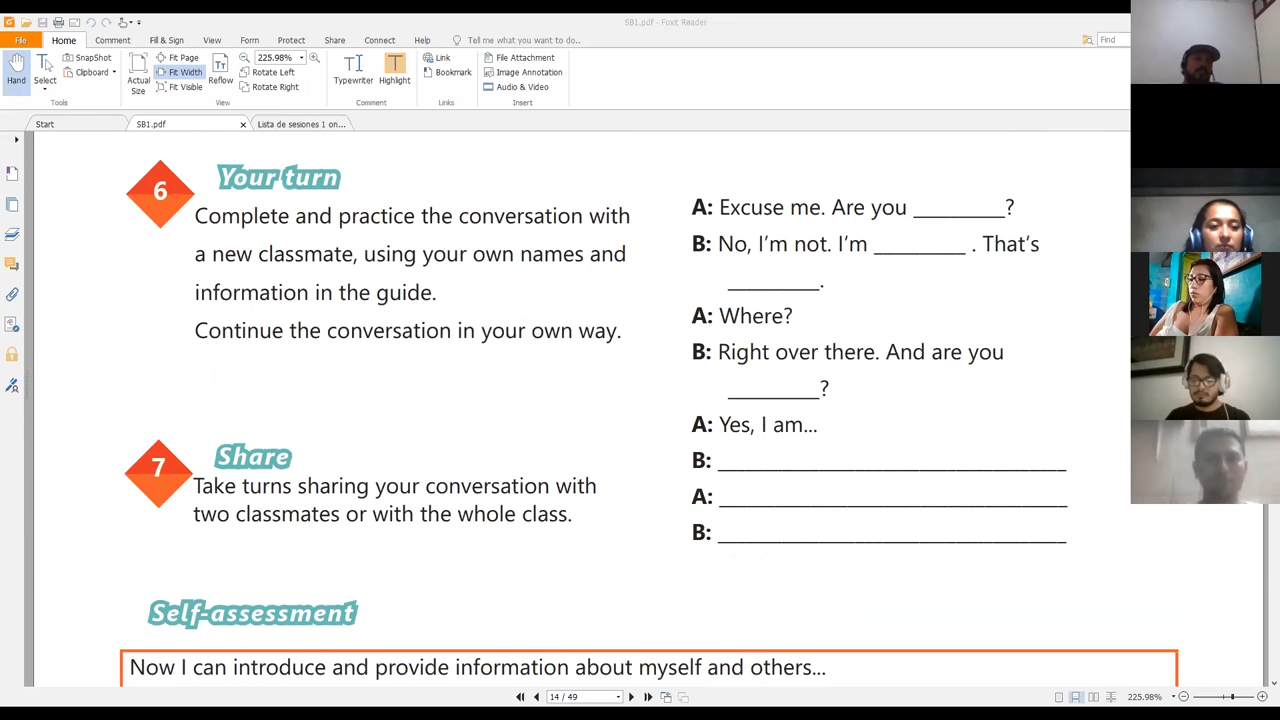 SB1.pdf - Foxit Reader
File Home Comment Fill & Sign View Form Protect Share Connect Help Tell me what you want to do.. Find
Hand Select SnapShot Clipboard Actual Size Fit Page Fit Width Fit Visible Reflow 225.98% Rotate Left Rotate Right Typewriter Highlight Link Bookmark File Attachment Image Annotation Audio & Video
Tools View Comment Links Insert
Start SB1.pdf Lista de sesiones 1 on...
6 Your turn
Complete and practice the conversation with
a new classmate, using your own names and
information in the guide.
Continue the conversation in your own way.
7 Share
Take turns sharing your conversation with
two classmates or with the whole class.
A: Excuse me. Are you _________?
B: No, I'm not. I'm _________ . That's
_________.
A: Where?
B: Right over there. And are you
_________?
A: Yes, I am...
B: __________________________________
A: __________________________________
B: __________________________________
Self-assessment
Now I can introduce and provide information about myself and others...
14 / 49 225.98%